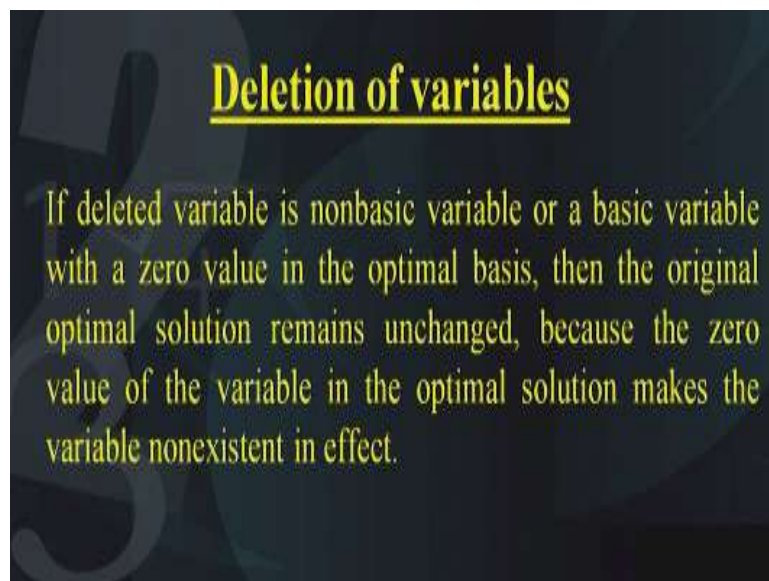 Deletion of variables
If deleted variable is nonbasic variable or a basic variable
with a zero value in the optimal basis, then the original
optimal solution remains unchanged, because the zero
value of the variable in the optimal solution makes the
variable nonexistent in effect.